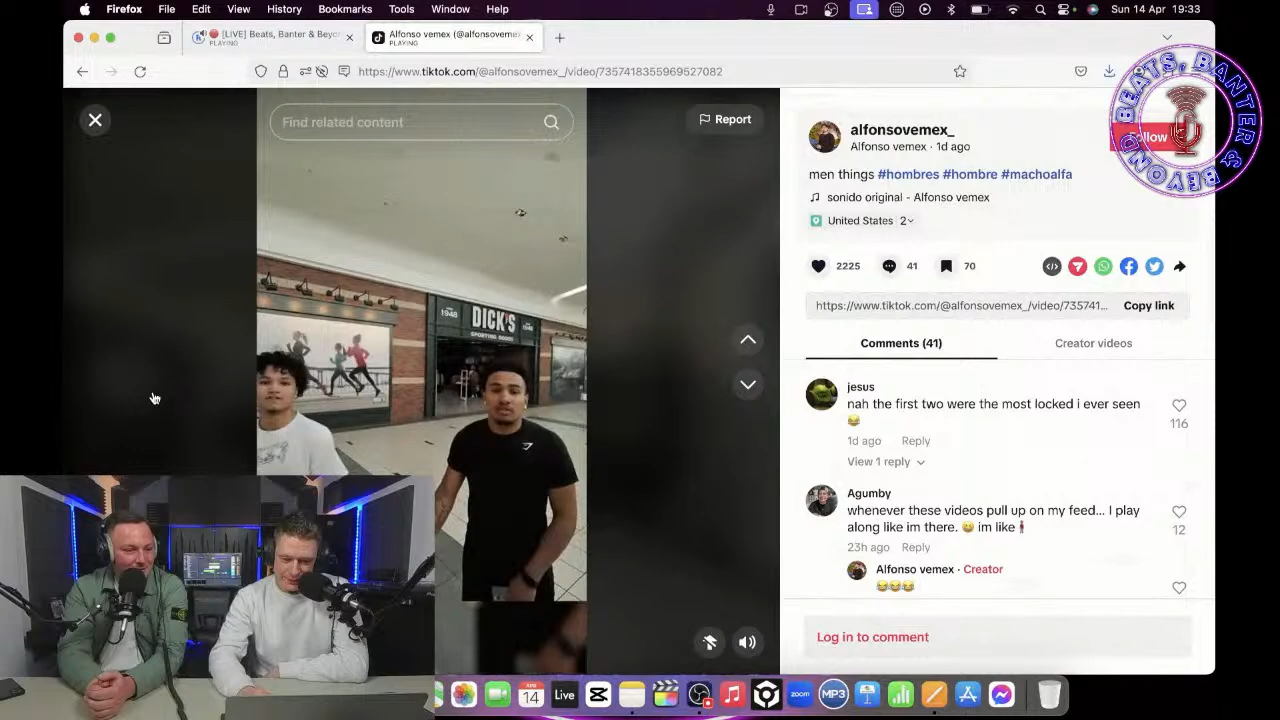 Firefox File Edit View History Bookmarks Tools Window Help
Sun 14 Apr 19:33
[LIVE] Beats, Banter & Beyon
PLAYING
Alfonso vemex (@alfonsovemex
PLAYING
https://www.tiktok.com/@alfonsovemex_/video/7357418355969527082
BEATS, BANTER & BEYOND
Find related content
Report
alfonsovemex_
Alfonso vemex · 1d ago
Follow
men things #hombres #hombre #machoalfa
sonido original - Alfonso vemex
United States 2
2225 41 70
https://www.tiktok.com/@alfonsovemex_/video/735741...
Copy link
Comments (41)
Creator videos
jesus
nah the first two were the most locked i ever seen
😂
116
1d ago Reply
View 1 reply
Agumby
whenever these videos pull up on my feed... I play
along like im there. 😄 im like 🧍
12
23h ago Reply
Alfonso vemex · Creator
😂😂😂
Log in to comment
1948
DICK'S
SPORTING GOODS
APR
14
Live
zoom
MP3